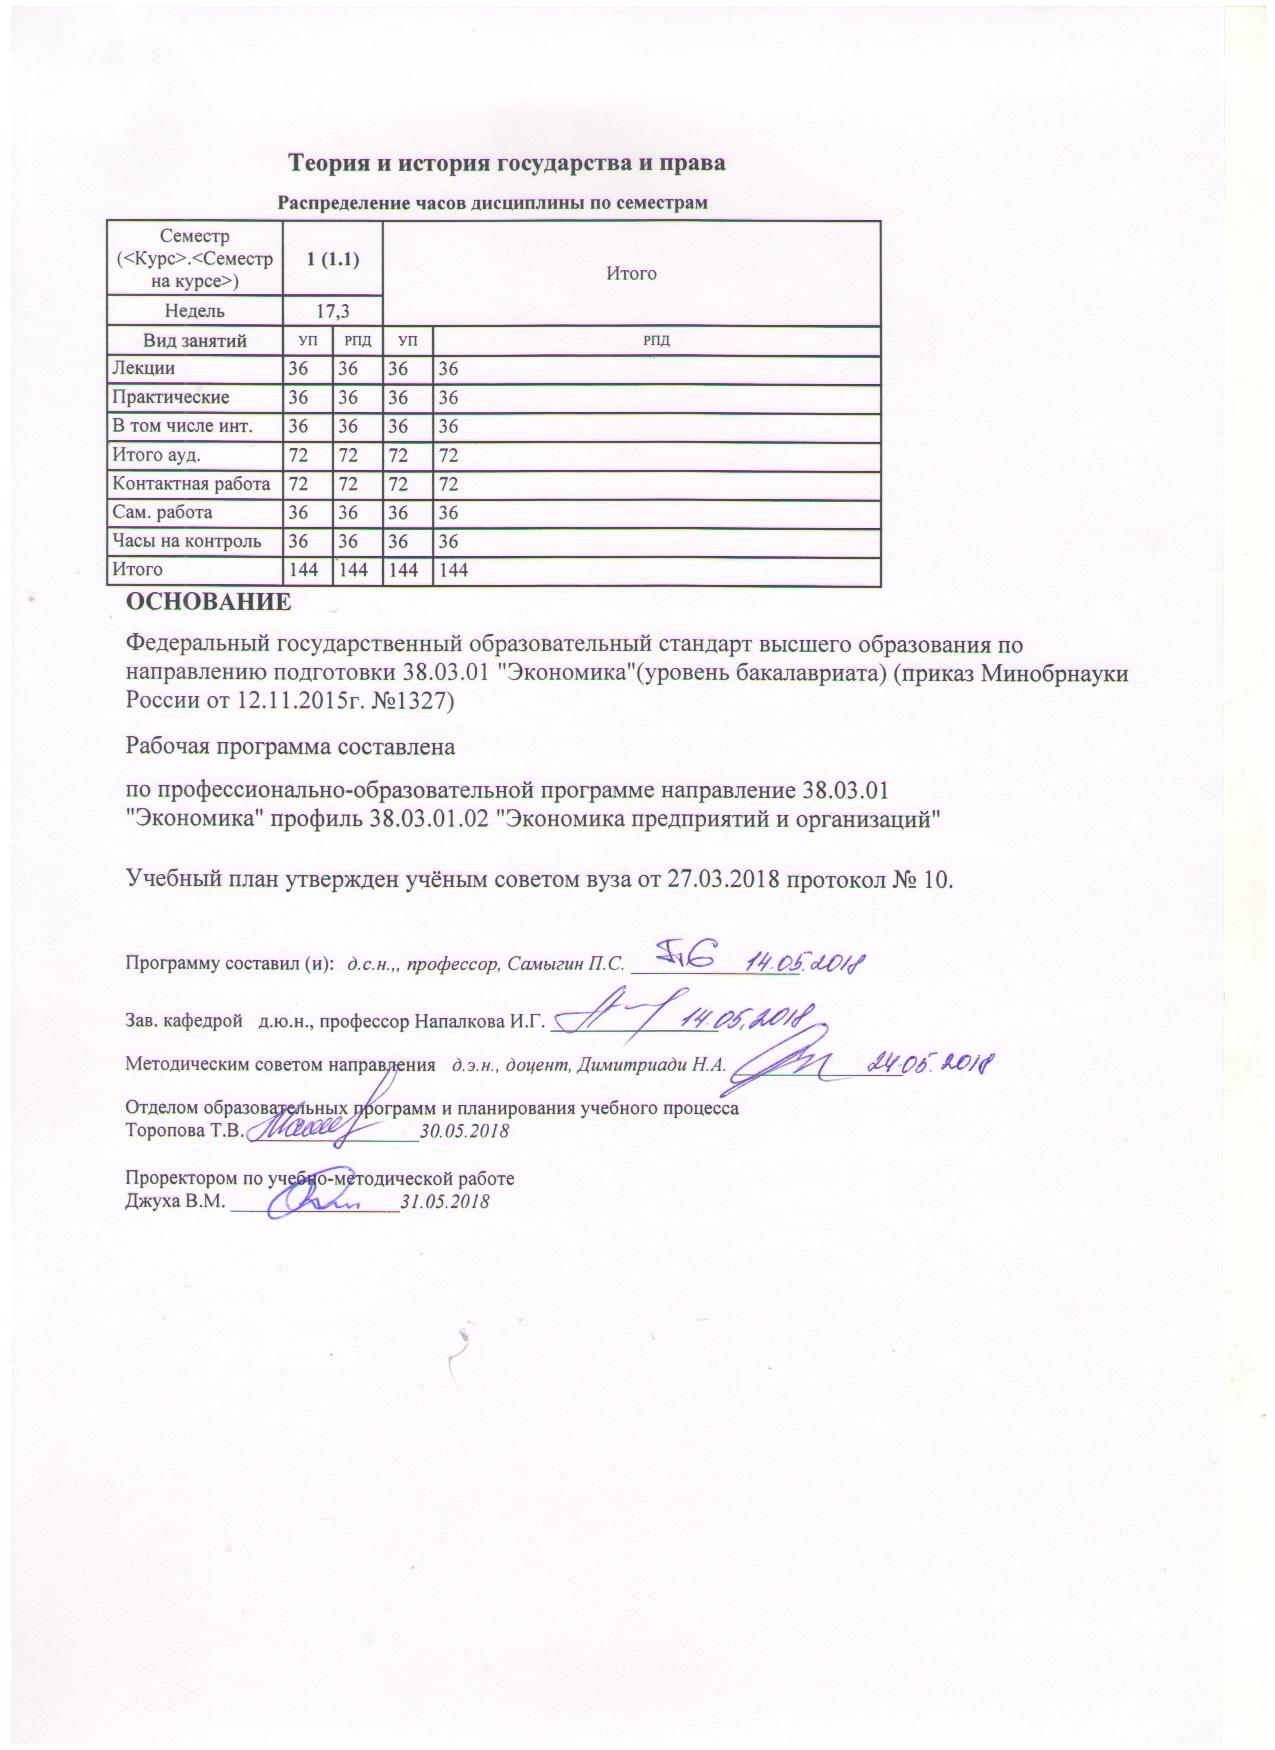 Теория и история государства и права
Распределение часов дисциплины по семестрам
Семестр
(<Курс>.<Семестр
на курсе>)
1 (1.1)
Итого
Недель
17,3
Вид занятий УП РПД УП РПД
Лекции 36 36 36 36
Практические 36 36 36 36
В том числе инт. 36 36 36 36
Итого ауд. 72 72 72 72
Контактная работа 72 72 72 72
Сам. работа 36 36 36 36
Часы на контроль 36 36 36 36
Итого 144 144 144 144
ОСНОВАНИЕ
Федеральный государственный образовательный стандарт высшего образования по
направлению подготовки 38.03.01 "Экономика"(уровень бакалавриата) (приказ Минобрнауки
России от 12.11.2015г. №1327)
Рабочая программа составлена
по профессионально-образовательной программе направление 38.03.01
"Экономика" профиль 38.03.01.02 "Экономика предприятий и организаций"
Учебный план утвержден учёным советом вуза от 27.03.2018 протокол № 10.
Программу составил (и): д.с.н.,, профессор, Самыгин П.С. 14.05.2018
Зав. кафедрой д.ю.н., профессор Напалкова И.Г. 14.05.2018
Методическим советом направления д.э.н., доцент, Димитриади Н.А. 24.05.2018
Отделом образовательных программ и планирования учебного процесса
Торопова Т.В. 30.05.2018
Проректором по учебно-методической работе
Джуха В.М. 31.05.2018